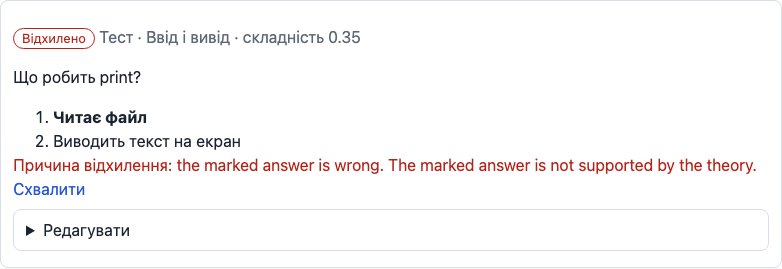 Відхилено Тест · Ввід і вивід · складність 0.35
Що робить print?
1. Читає файл
2. Виводить текст на екран
Причина відхилення: the marked answer is wrong. The marked answer is not supported by the theory.
Схвалити
▶ Редагувати